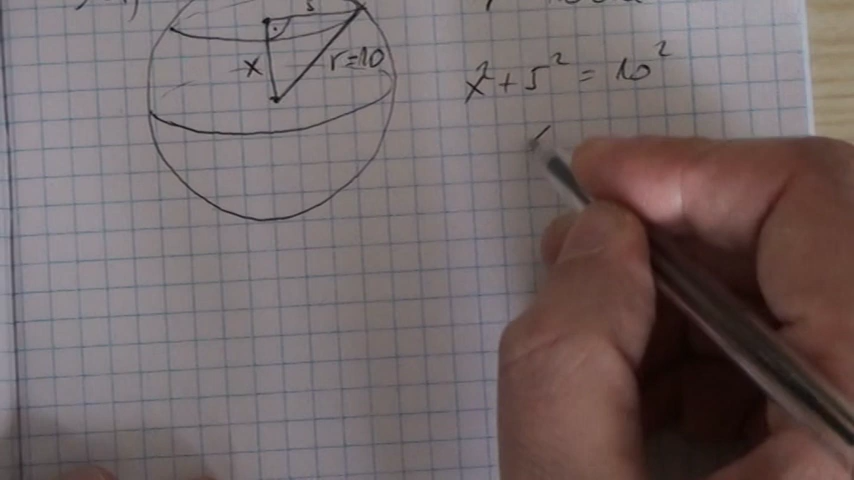 5
x
r=10
x² + 5² = 10²